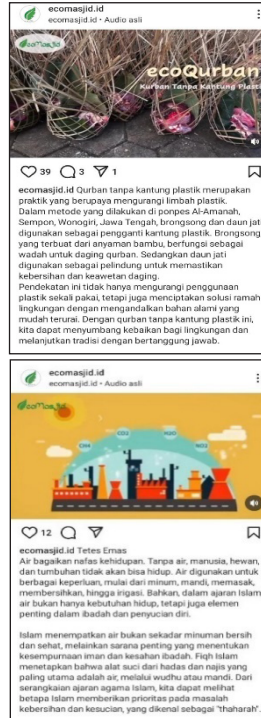 ecomasjid.id
ecomasjid.id • Audio asli
ecoMasjid
ecoQurban
Kurban Tanpa Kantung Plastik
39 3 1
ecomasjid.id Qurban tanpa kantung plastik merupakan
praktik yang berupaya mengurangi limbah plastik.
Dalam metode yang dilakukan di ponpes Al-Amanah,
Sempon, Wonogiri, Jawa Tengah, brongsong dan daun jati
digunakan sebagai pengganti kantung plastik. Brongsong
yang terbuat dari anyaman bambu, berfungsi sebagai
wadah untuk daging qurban. Sedangkan daun jati
digunakan sebagai pelindung untuk memastikan
kebersihan dan keawetan daging.
Pendekatan ini tidak hanya mengurangi penggunaan
plastik sekali pakai, tetapi juga menciptakan solusi ramah
lingkungan dengan mengandalkan bahan alami yang
mudah terurai. Dengan qurban tanpa kantung plastik ini,
kita dapat menyumbang kebaikan bagi lingkungan dan
melanjutkan tradisi dengan bertanggung jawab.
ecomasjid.id
ecomasjid.id • Audio asli
ecoMasjid
CH4
CO2
H2O
NO2
12
ecomasjid.id Tetes Emas
Air bagaikan nafas kehidupan. Tanpa air, manusia, hewan,
dan tumbuhan tidak akan bisa hidup. Air digunakan untuk
berbagai keperluan, mulai dari minum, mandi, memasak,
membersihkan, hingga irigasi. Bahkan, dalam ajaran Islam
air bukan hanya kebutuhan hidup, tetapi juga elemen
penting dalam ibadah dan penyucian diri.
Islam menempatkan air bukan sekadar minuman bersih
dan sehat, melainkan sarana penting yang menentukan
kesempurnaan iman dan kesahan ibadah. Fiqh Islam
menetapkan bahwa alat suci dari hadas dan najis yang
paling utama adalah air, melalui wudhu atau mandi. Dari
serangkaian ajaran agama Islam, kita dapat melihat
betapa Islam memberikan prioritas pada masalah
kebersihan dan kesucian, yang dikenal sebagai "thaharah".